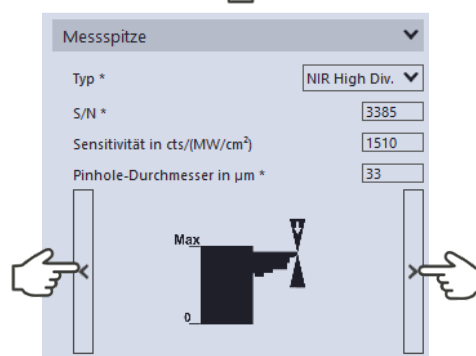 Messspitze
Typ * NIR High Div.
S/N * 3385
Sensitivität in cts/(MW/cm²) 1510
Pinhole-Durchmesser in µm * 33
Max
< >
0